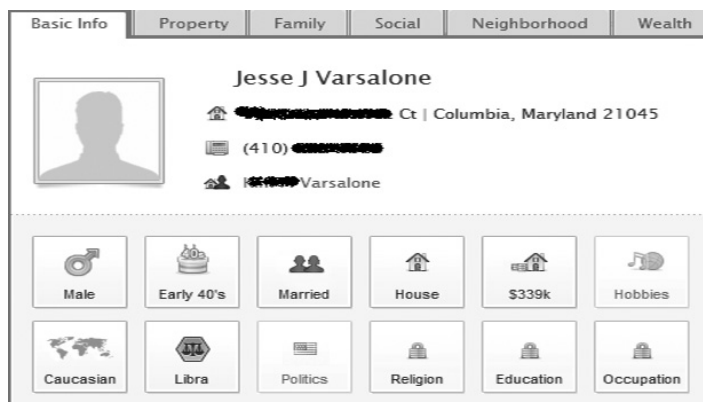 Basic Info Property Family Social Neighborhood Wealth
Jesse J Varsalone
Ct | Columbia, Maryland 21045
(410)
Varsalone
40s
Male Early 40's Married House $339k Hobbies
Caucasian Libra Politics Religion Education Occupation